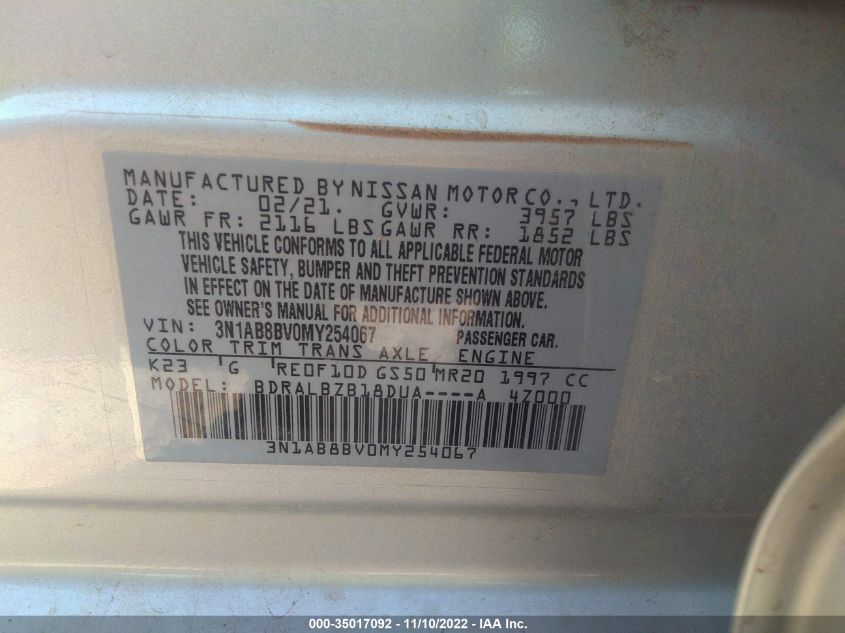 MANUFACTURED BY NISSAN MOTOR CO., LTD.
DATE: 02/21. GVWR: 3957 LBS
GAWR FR: 2116 LBS GAWR RR: 1852 LBS
THIS VEHICLE CONFORMS TO ALL APPLICABLE FEDERAL MOTOR
VEHICLE SAFETY, BUMPER AND THEFT PREVENTION STANDARDS
IN EFFECT ON THE DATE OF MANUFACTURE SHOWN ABOVE.
SEE OWNER'S MANUAL FOR ADDITIONAL INFORMATION.
VIN: 3N1AB8BV0MY254067 PASSENGER CAR.
COLOR TRIM TRANS AXLE ENGINE
K23 G RE0F10D GS50 MR20 1997 CC
MODEL: BDRALBZB18DUA----A 47000
3N1AB8BV0MY254067
000-35017092 - 11/10/2022 - IAA Inc.